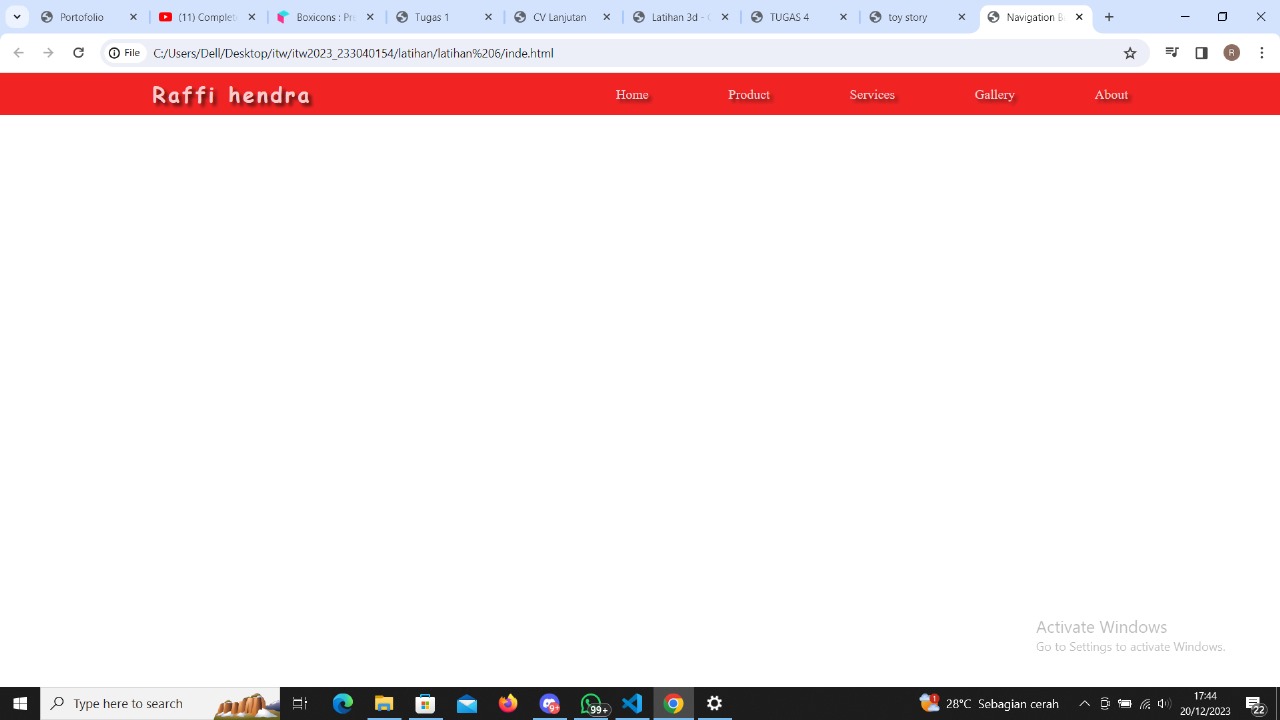 Portofolio
(11) Complet
Boxicons : Pr
Tugas 1
CV Lanjutan
Latihan 3d -
TUGAS 4
toy story
Navigation B
File
C:/Users/Dell/Desktop/itw/itw2023_233040154/latihan/latihan%206/inde.html
R
Raffi hendra
Home
Product
Services
Gallery
About
Activate Windows
Go to Settings to activate Windows.
Type here to search
99+
1
28°C Sebagian cerah
17:44
20/12/2023
22